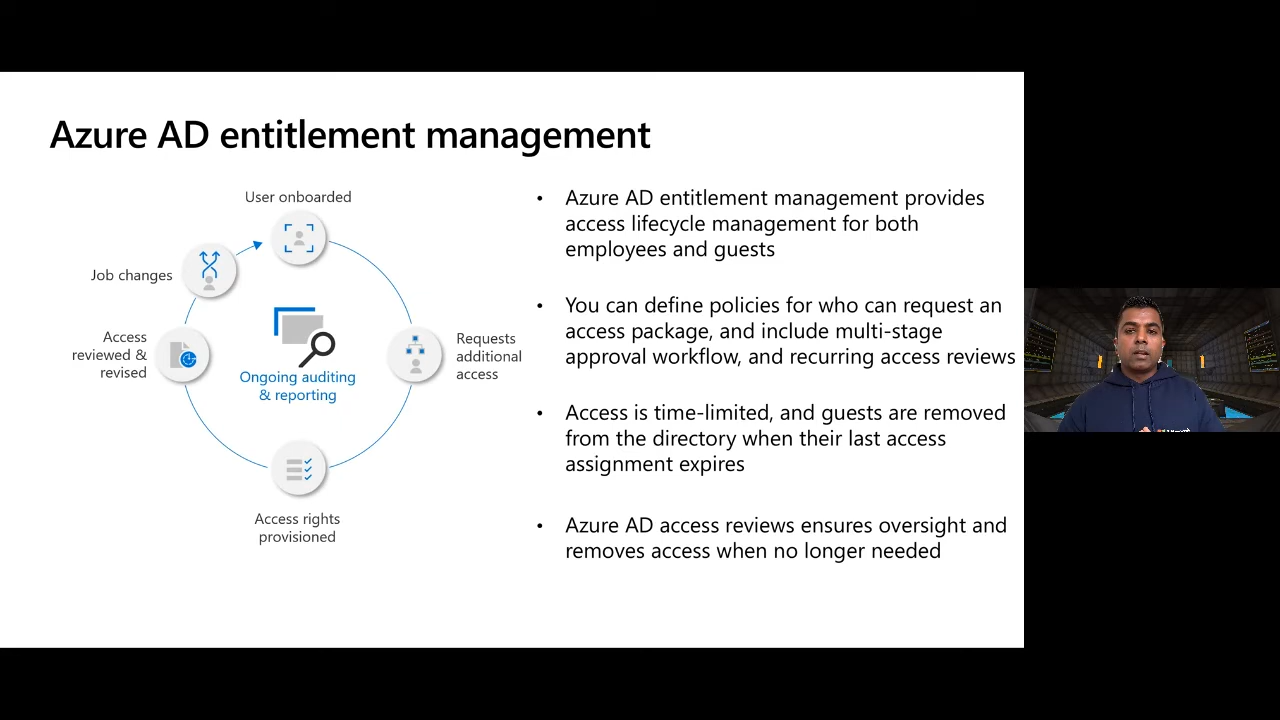 Azure AD entitlement management
User onboarded
Job changes
Access
reviewed &
revised
Ongoing auditing
& reporting
Requests
additional
access
Access rights
provisioned
• Azure AD entitlement management provides
access lifecycle management for both
employees and guests
• You can define policies for who can request an
access package, and include multi-stage
approval workflow, and recurring access reviews
• Access is time-limited, and guests are removed
from the directory when their last access
assignment expires
• Azure AD access reviews ensures oversight and
removes access when no longer needed